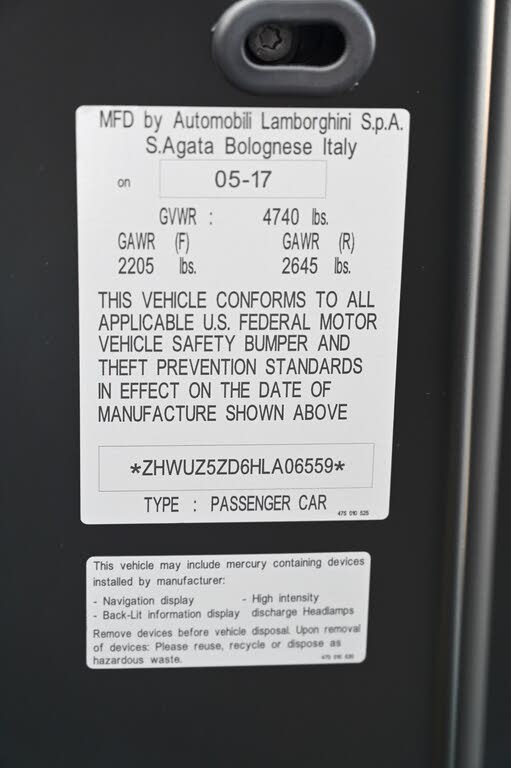 MFD by Automobili Lamborghini S.p.A.
S.Agata Bolognese Italy
on 05-17
GVWR : 4740 lbs.
GAWR (F) GAWR (R)
2205 lbs. 2645 lbs.
THIS VEHICLE CONFORMS TO ALL
APPLICABLE U.S. FEDERAL MOTOR
VEHICLE SAFETY BUMPER AND
THEFT PREVENTION STANDARDS
IN EFFECT ON THE DATE OF
MANUFACTURE SHOWN ABOVE
*ZHWUZ5ZD6HLA06559*
TYPE : PASSENGER CAR
475 010 525
This vehicle may include mercury containing devices
installed by manufacturer:
- Navigation display - High intensity
- Back-Lit information display discharge Headlamps
Remove devices before vehicle disposal. Upon removal
of devices: Please reuse, recycle or dispose as
hazardous waste.